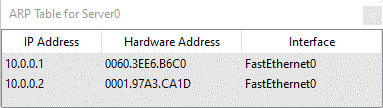 ARP Table for Server0
IP Address Hardware Address Interface
10.0.0.1 0060.3EE6.B6C0 FastEthernet0
10.0.0.2 0001.97A3.CA1D FastEthernet0